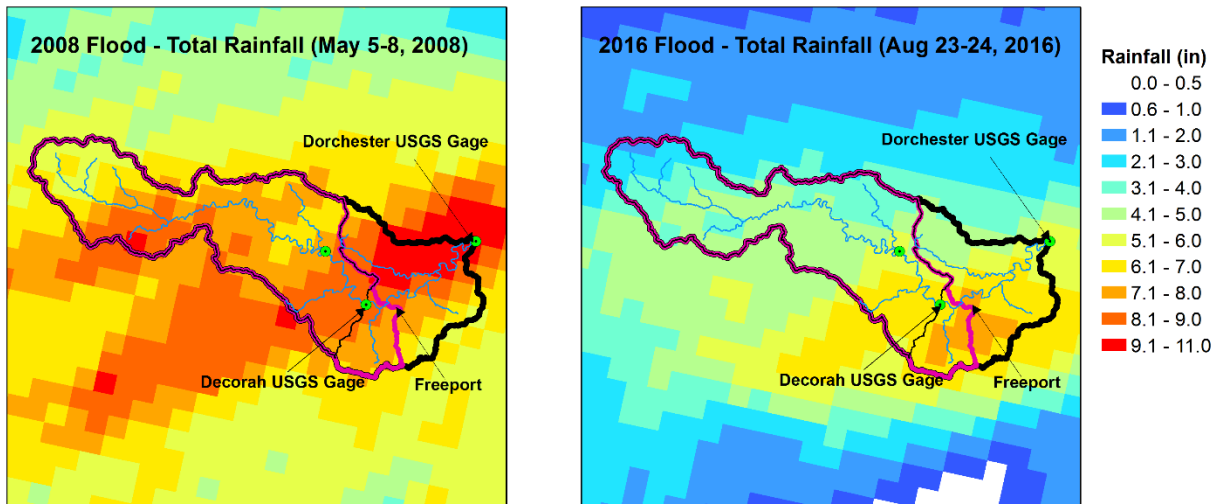 2008 Flood - Total Rainfall (May 5-8, 2008)
Dorchester USGS Gage
Decorah USGS Gage
Freeport
2016 Flood - Total Rainfall (Aug 23-24, 2016)
Dorchester USGS Gage
Decorah USGS Gage
Freeport
Rainfall (in)
0.0 - 0.5
0.6 - 1.0
1.1 - 2.0
2.1 - 3.0
3.1 - 4.0
4.1 - 5.0
5.1 - 6.0
6.1 - 7.0
7.1 - 8.0
8.1 - 9.0
9.1 - 11.0